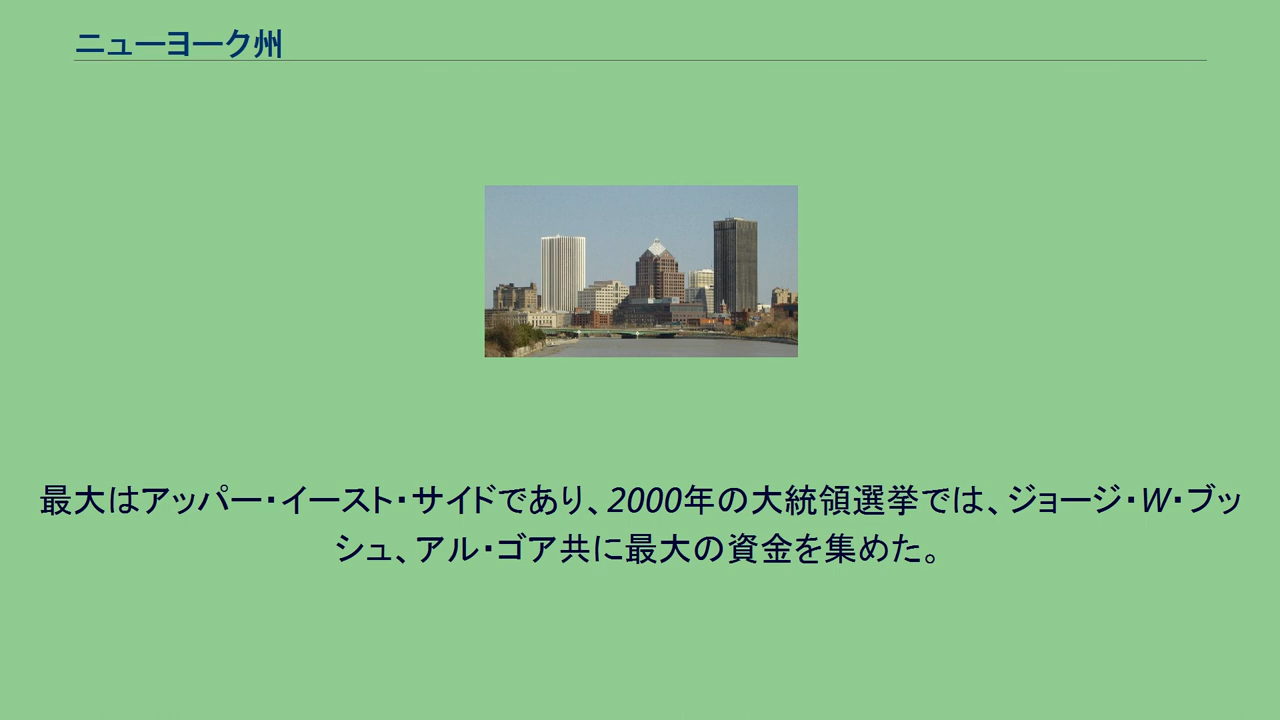 ニューヨーク州
最大はアッパー・イースト・サイドであり、2000年の大統領選挙では、ジョージ・W・ブッ
シュ、アル・ゴア共に最大の資金を集めた。